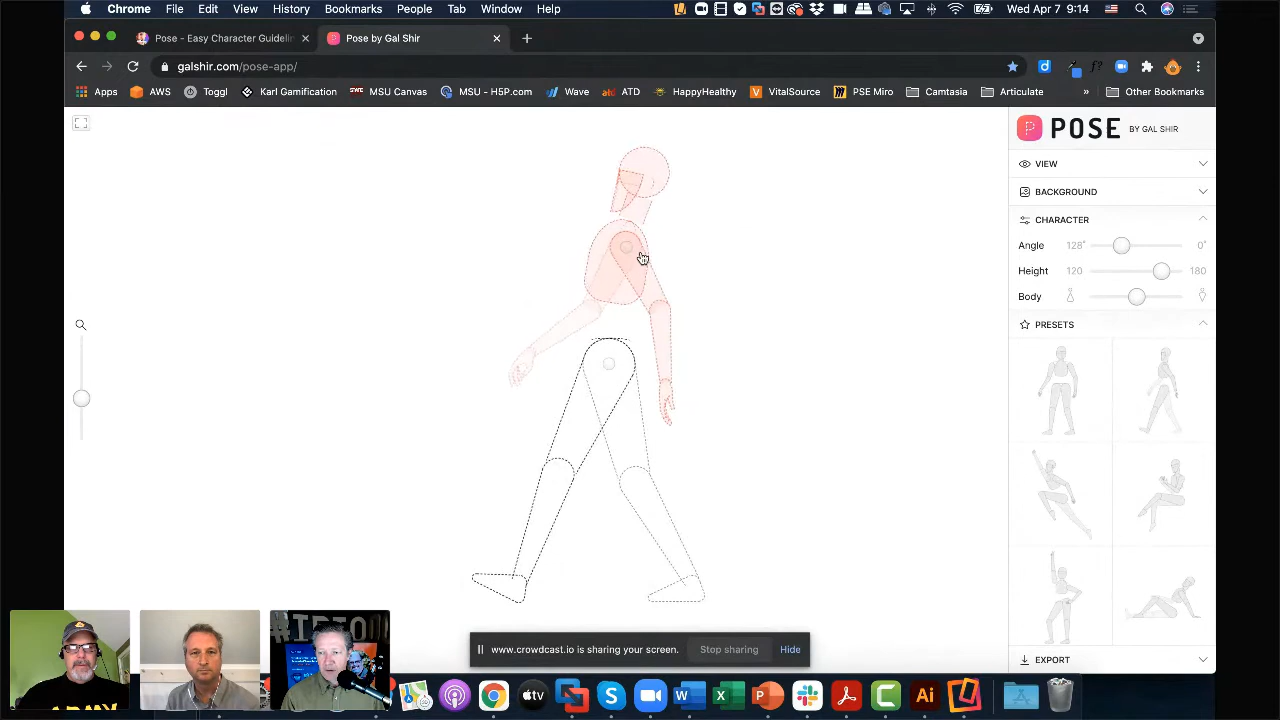 Chrome File Edit View History Bookmarks People Tab Window Help Wed Apr 7 9:14
Pose - Easy Character Guidelin
Pose by Gal Shir
galshir.com/pose-app/
Apps AWS Toggl Karl Gamification MSU Canvas MSU - H5P.com Wave ATD HappyHealthy VitalSource PSE Miro Camtasia Articulate » Other Bookmarks
POSE BY GAL SHIR
VIEW
BACKGROUND
CHARACTER
Angle 128° 0°
Height 120 180
Body
PRESETS
EXPORT
www.crowdcast.io is sharing your screen. Stop sharing Hide
ARMY